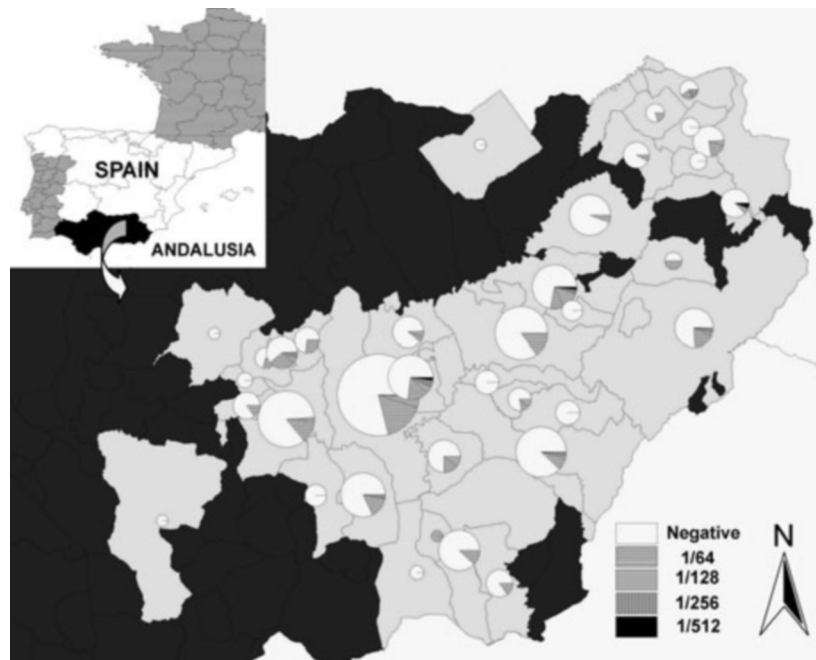 SPAIN
ANDALUSIA
N
Negative
1/64
1/128
1/256
1/512